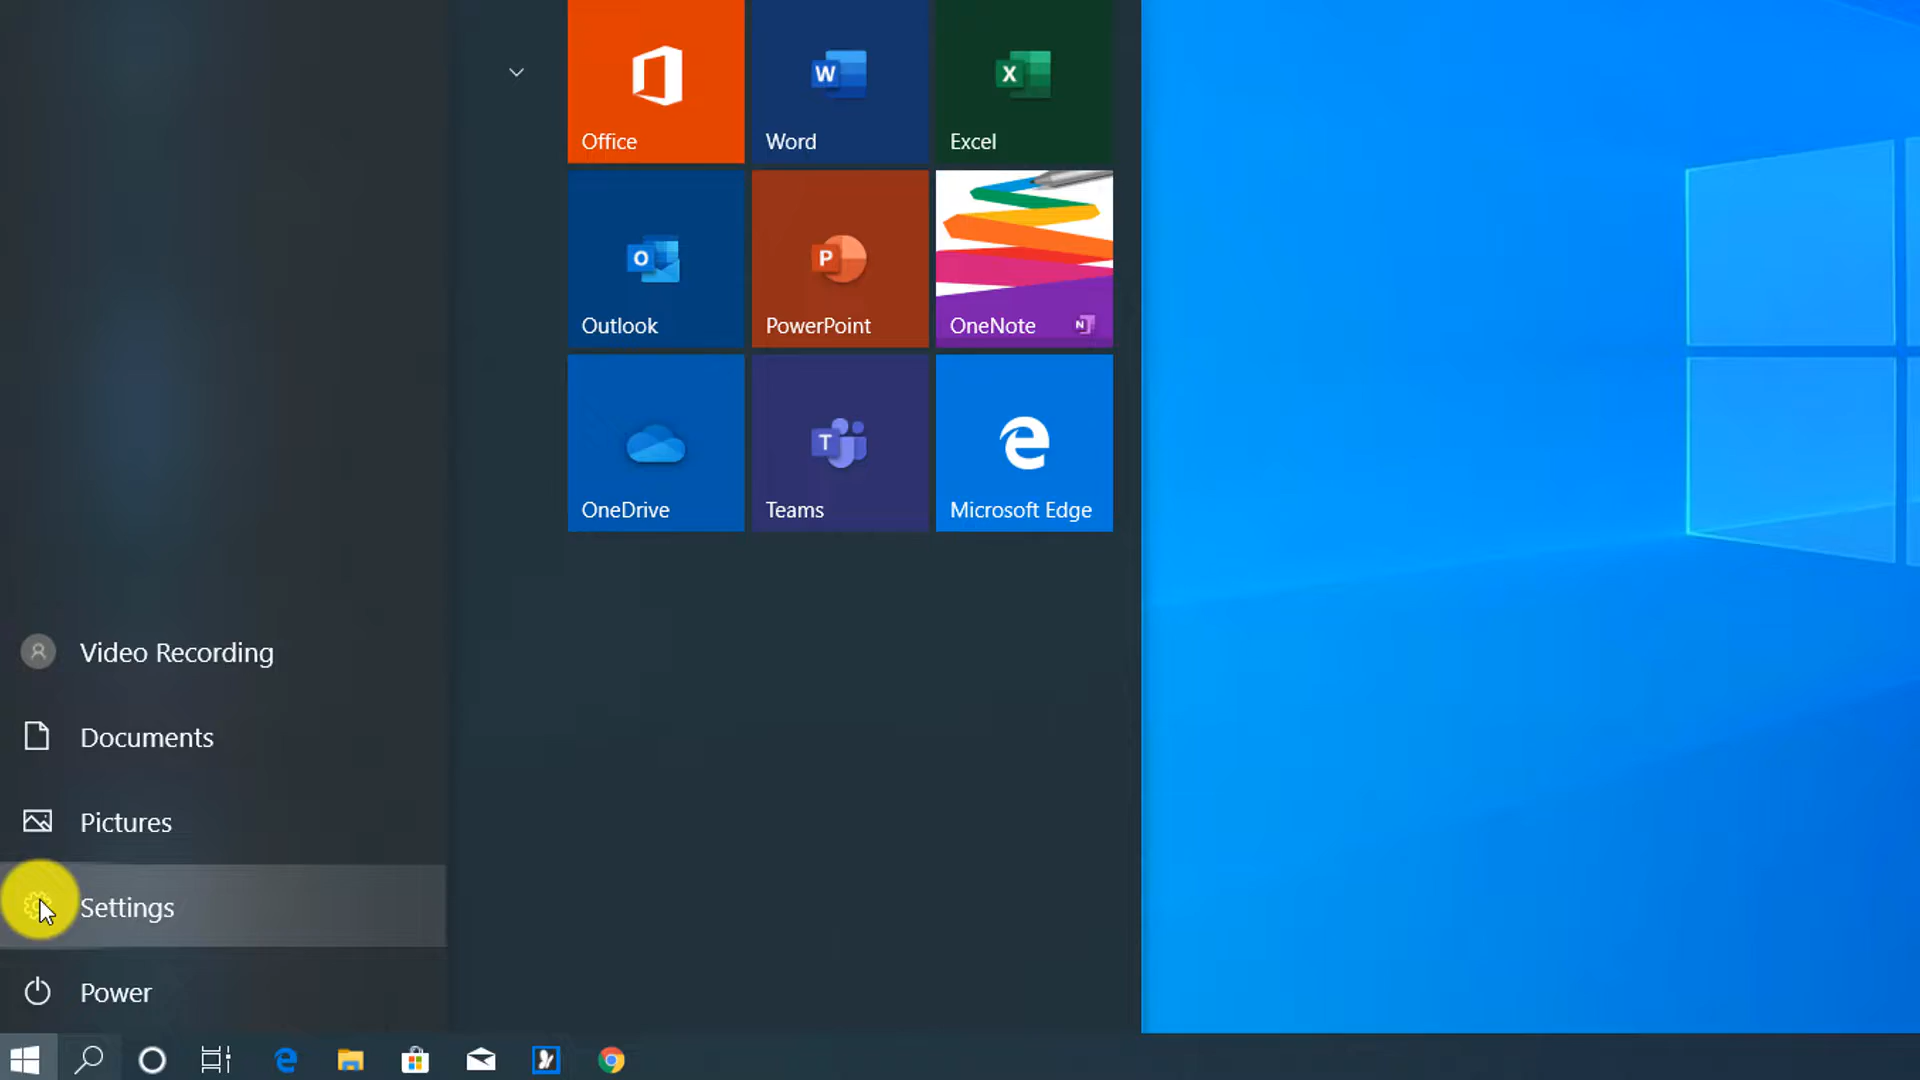 Office
Word
Excel
Outlook
PowerPoint
OneNote
OneDrive
Teams
Microsoft Edge
Video Recording
Documents
Pictures
Settings
Power